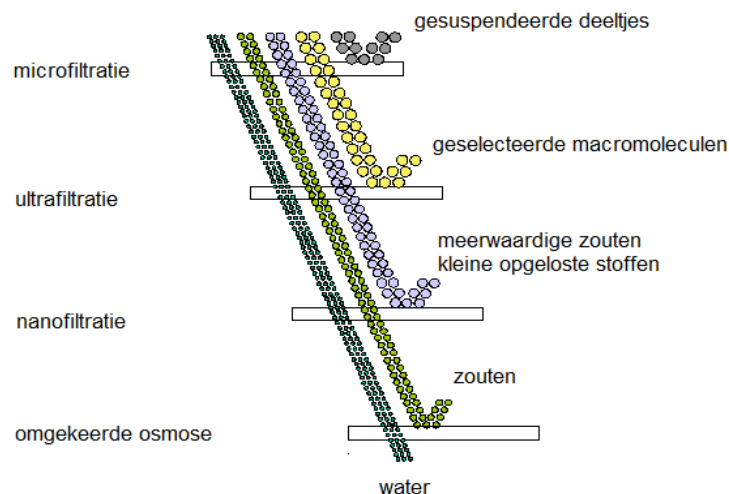 gesuspendeerde deeltjes
microfiltratie
geselecteerde macromoleculen
ultrafiltratie
meerwaardige zouten
kleine opgeloste stoffen
nanofiltratie
zouten
omgekeerde osmose
water